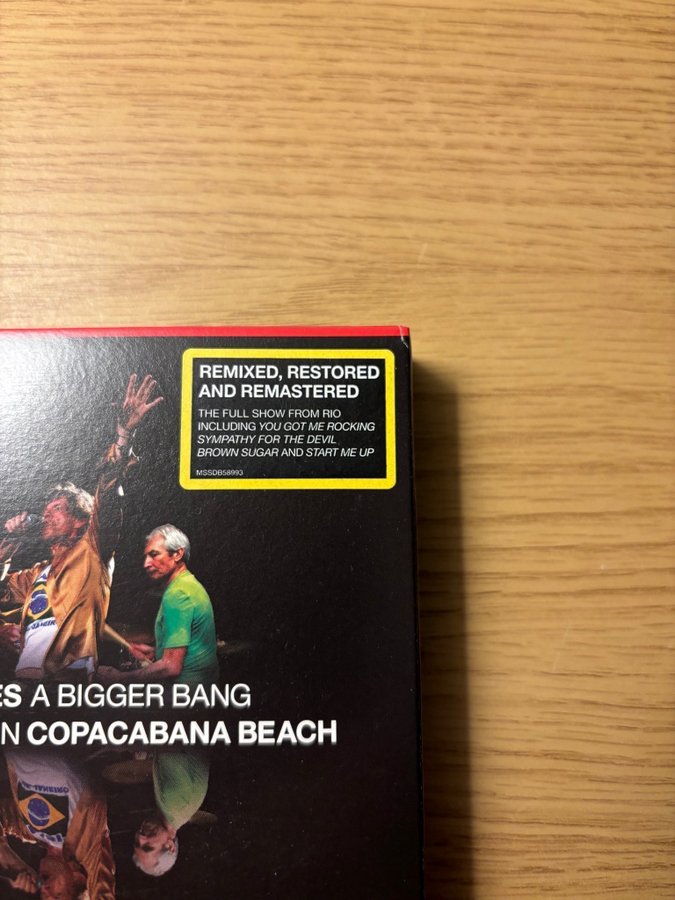 REMIXED, RESTORED
AND REMASTERED
THE FULL SHOW FROM RIO
INCLUDING YOU GOT ME ROCKING
SYMPATHY FOR THE DEVIL
BROWN SUGAR AND START ME UP
MSSDB58993
ES A BIGGER BANG
N COPACABANA BEACH